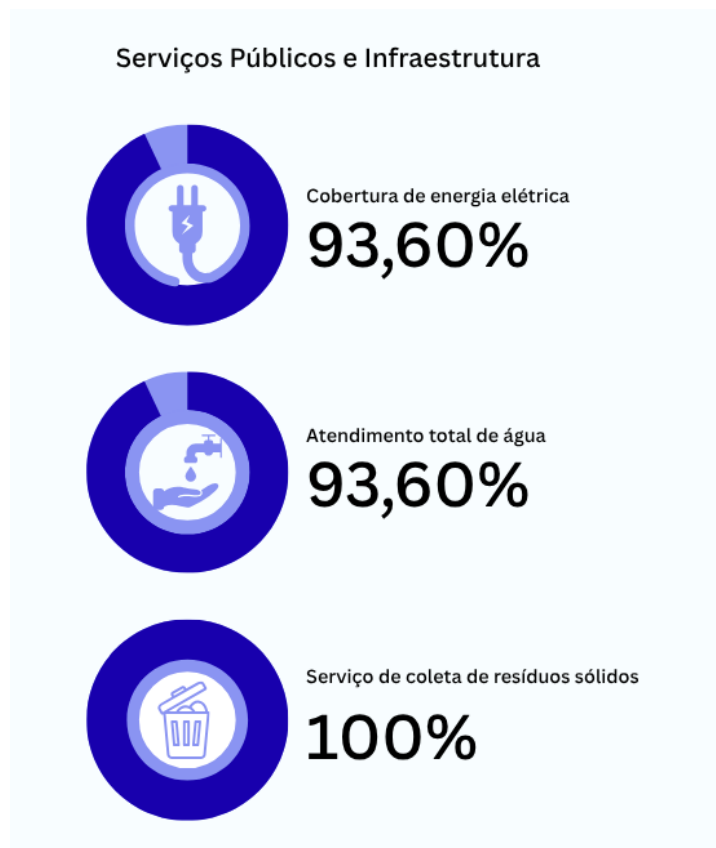 Serviços Públicos e Infraestrutura
Cobertura de energia elétrica
93,60%
Atendimento total de água
93,60%
Serviço de coleta de resíduos sólidos
100%